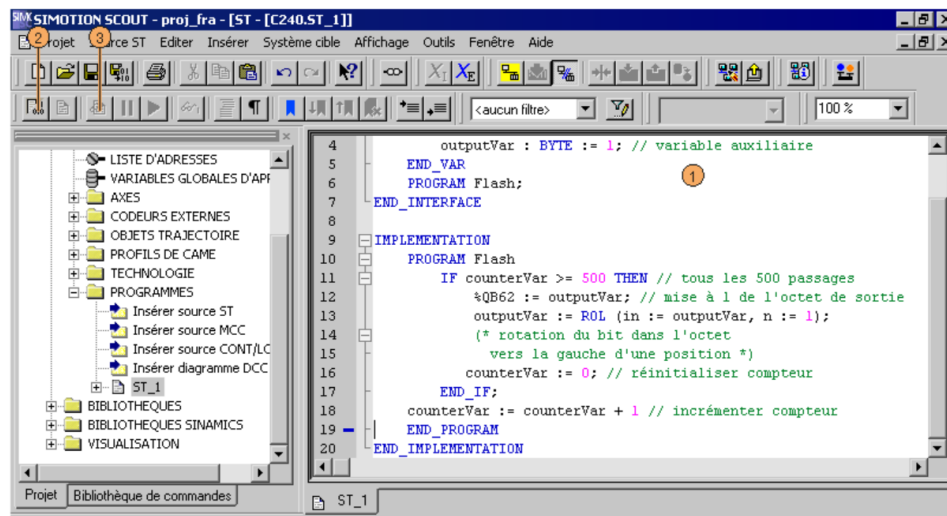 SIMOTION SCOUT - proj_fra - [ST - [C240.ST_1]]
2 3
Projet Source ST Editer Insérer Système cible Affichage Outils Fenêtre Aide
<aucun filtre> 100 %
LISTE D'ADRESSES
VARIABLES GLOBALES D'APF
AXES
CODEURS EXTERNES
OBJETS TRAJECTOIRE
PROFILS DE CAME
TECHNOLOGIE
PROGRAMMES
Insérer source ST
Insérer source MCC
Insérer source CONT/LC
Insérer diagramme DCC
ST_1
BIBLIOTHEQUES
BIBLIOTHEQUES SINAMICS
VISUALISATION
Projet Bibliothèque de commandes
4 outputVar : BYTE := 1; // variable auxiliaire
5 END_VAR
1
6 PROGRAM Flash;
7 END_INTERFACE
8
9 IMPLEMENTATION
10 PROGRAM Flash
11 IF counterVar >= 500 THEN // tous les 500 passages
12 %QB62 := outputVar; // mise à 1 de l'octet de sortie
13 outputVar := ROL (in := outputVar, n := 1);
14 (* rotation du bit dans l'octet
15 vers la gauche d'une position *)
16 counterVar := 0; // réinitialiser compteur
17 END_IF;
18 counterVar := counterVar + 1 // incrémenter compteur
19 END_PROGRAM
20 END_IMPLEMENTATION
ST_1